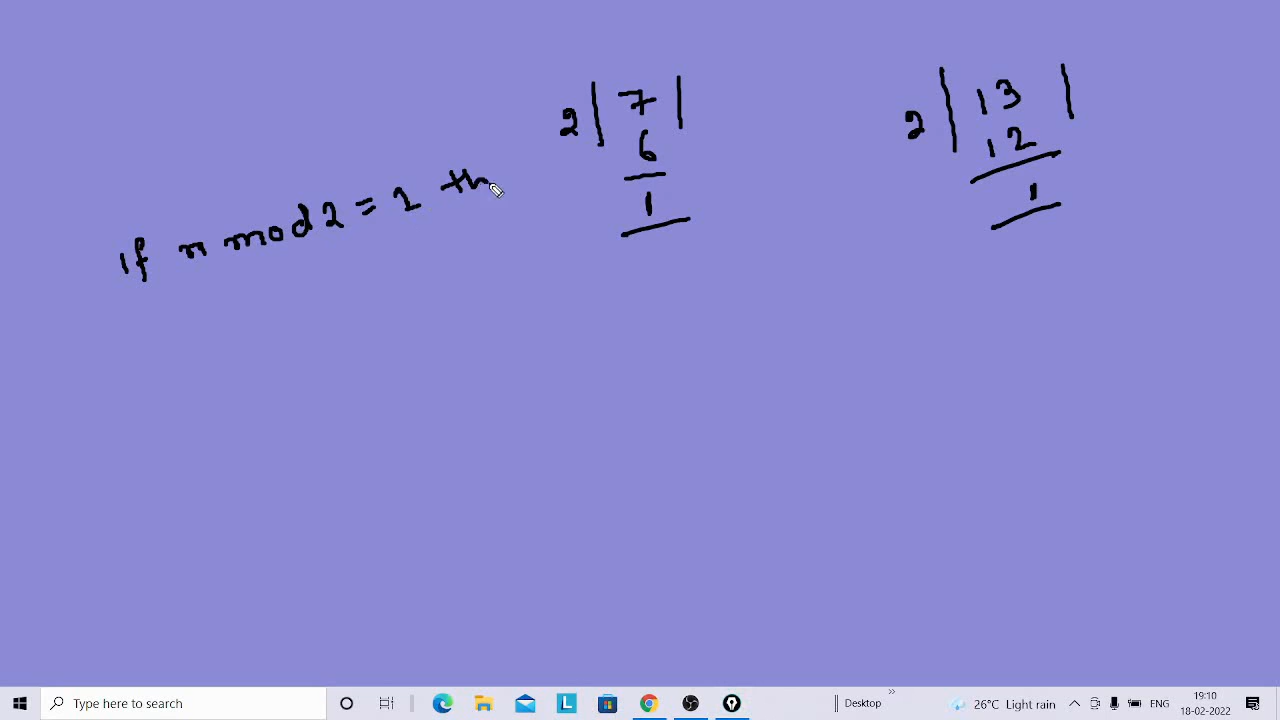 2 | 7 |
6
1
2 | 13 |
12
1
if n mod 2 = 1 th
Type here to search
L
Desktop
»
26°C Light rain
ENG
19:10
18-02-2022